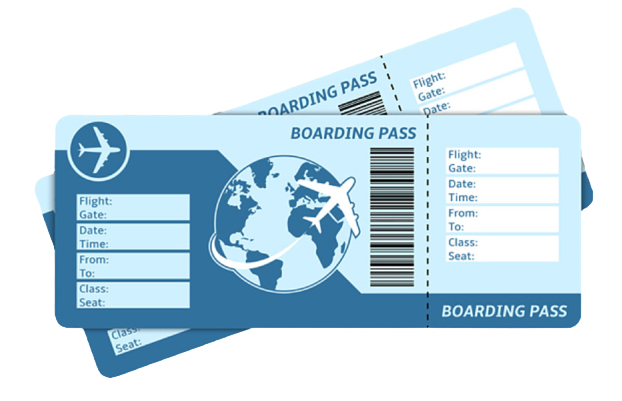 BOARDING PASS
Flight:
Gate:
Date:
BOARDING PASS
Flight:
Gate:
Date:
Time:
From:
To:
Class:
Seat:
Flight:
Gate:
Date:
Time:
From:
To:
Class:
Seat:
BOARDING PASS
Class:
Seat: